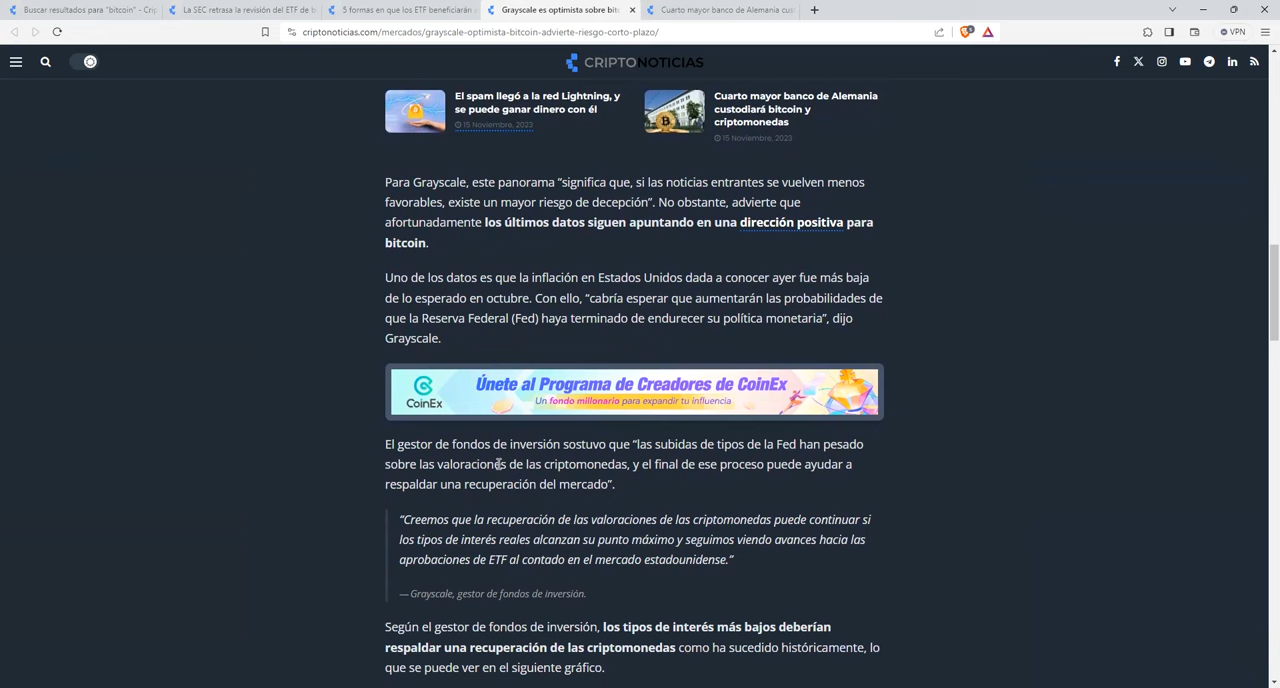 Buscar resultados para "bitcoin" - Crip
La SEC retrasa la revisión del ETF de b
5 formas en que los ETF beneficiarán
Grayscale es optimista sobre bitc
Cuarto mayor banco de Alemania cust
criptonoticias.com/mercados/grayscale-optimista-bitcoin-advierte-riesgo-corto-plazo/
VPN
CRIPTONOTICIAS
El spam llegó a la red Lightning, y
se puede ganar dinero con él
15 Noviembre, 2023
Cuarto mayor banco de Alemania
custodiará bitcoin y
criptomonedas
15 Noviembre, 2023
Para Grayscale, este panorama “significa que, si las noticias entrantes se vuelven menos
favorables, existe un mayor riesgo de decepción”. No obstante, advierte que
afortunadamente los últimos datos siguen apuntando en una dirección positiva para
bitcoin.
Uno de los datos es que la inflación en Estados Unidos dada a conocer ayer fue más baja
de lo esperado en octubre. Con ello, “cabría esperar que aumentarán las probabilidades de
que la Reserva Federal (Fed) haya terminado de endurecer su política monetaria”, dijo
Grayscale.
CoinEx
Únete al Programa de Creadores de CoinEx
Un fondo millonario para expandir tu influencia
El gestor de fondos de inversión sostuvo que “las subidas de tipos de la Fed han pesado
sobre las valoraciones de las criptomonedas, y el final de ese proceso puede ayudar a
respaldar una recuperación del mercado”.
“Creemos que la recuperación de las valoraciones de las criptomonedas puede continuar si
los tipos de interés reales alcanzan su punto máximo y seguimos viendo avances hacia las
aprobaciones de ETF al contado en el mercado estadounidense.”
— Grayscale, gestor de fondos de inversión.
Según el gestor de fondos de inversión, los tipos de interés más bajos deberían
respaldar una recuperación de las criptomonedas como ha sucedido históricamente, lo
que se puede ver en el siguiente gráfico.